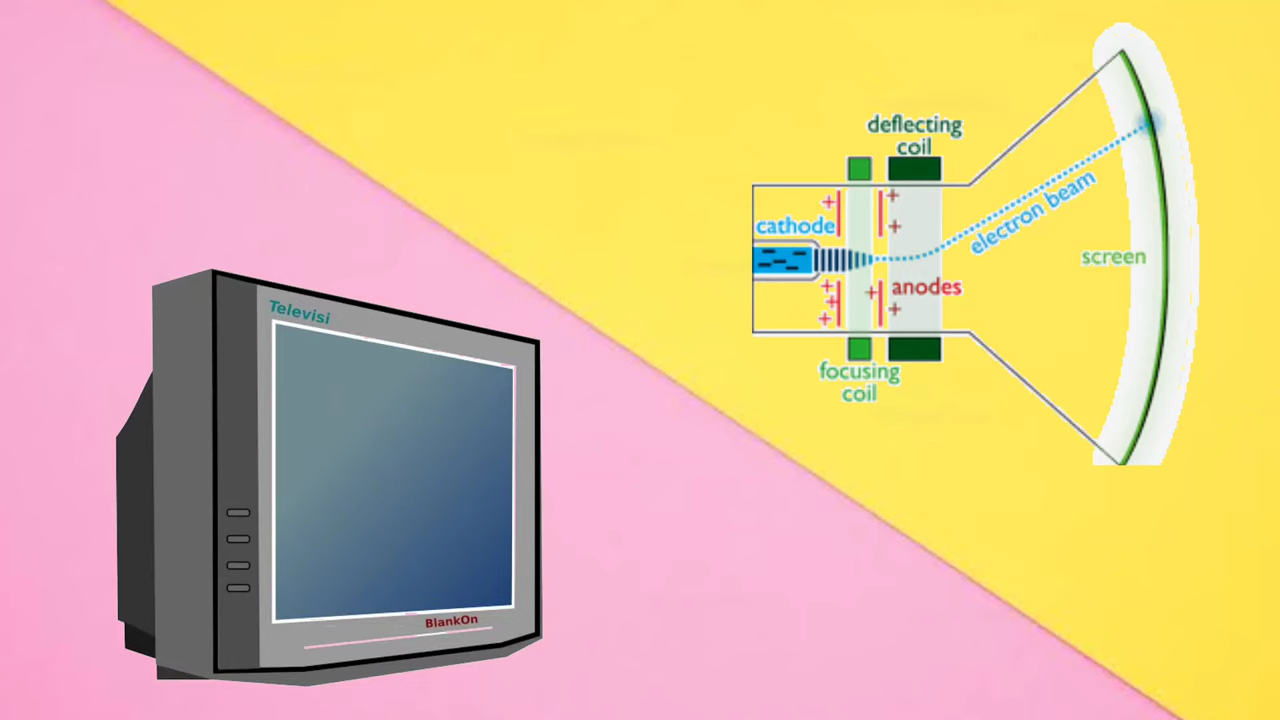 deflecting
coil
cathode
electron beam
screen
anodes
focusing
coil
Televisi
BlankOn